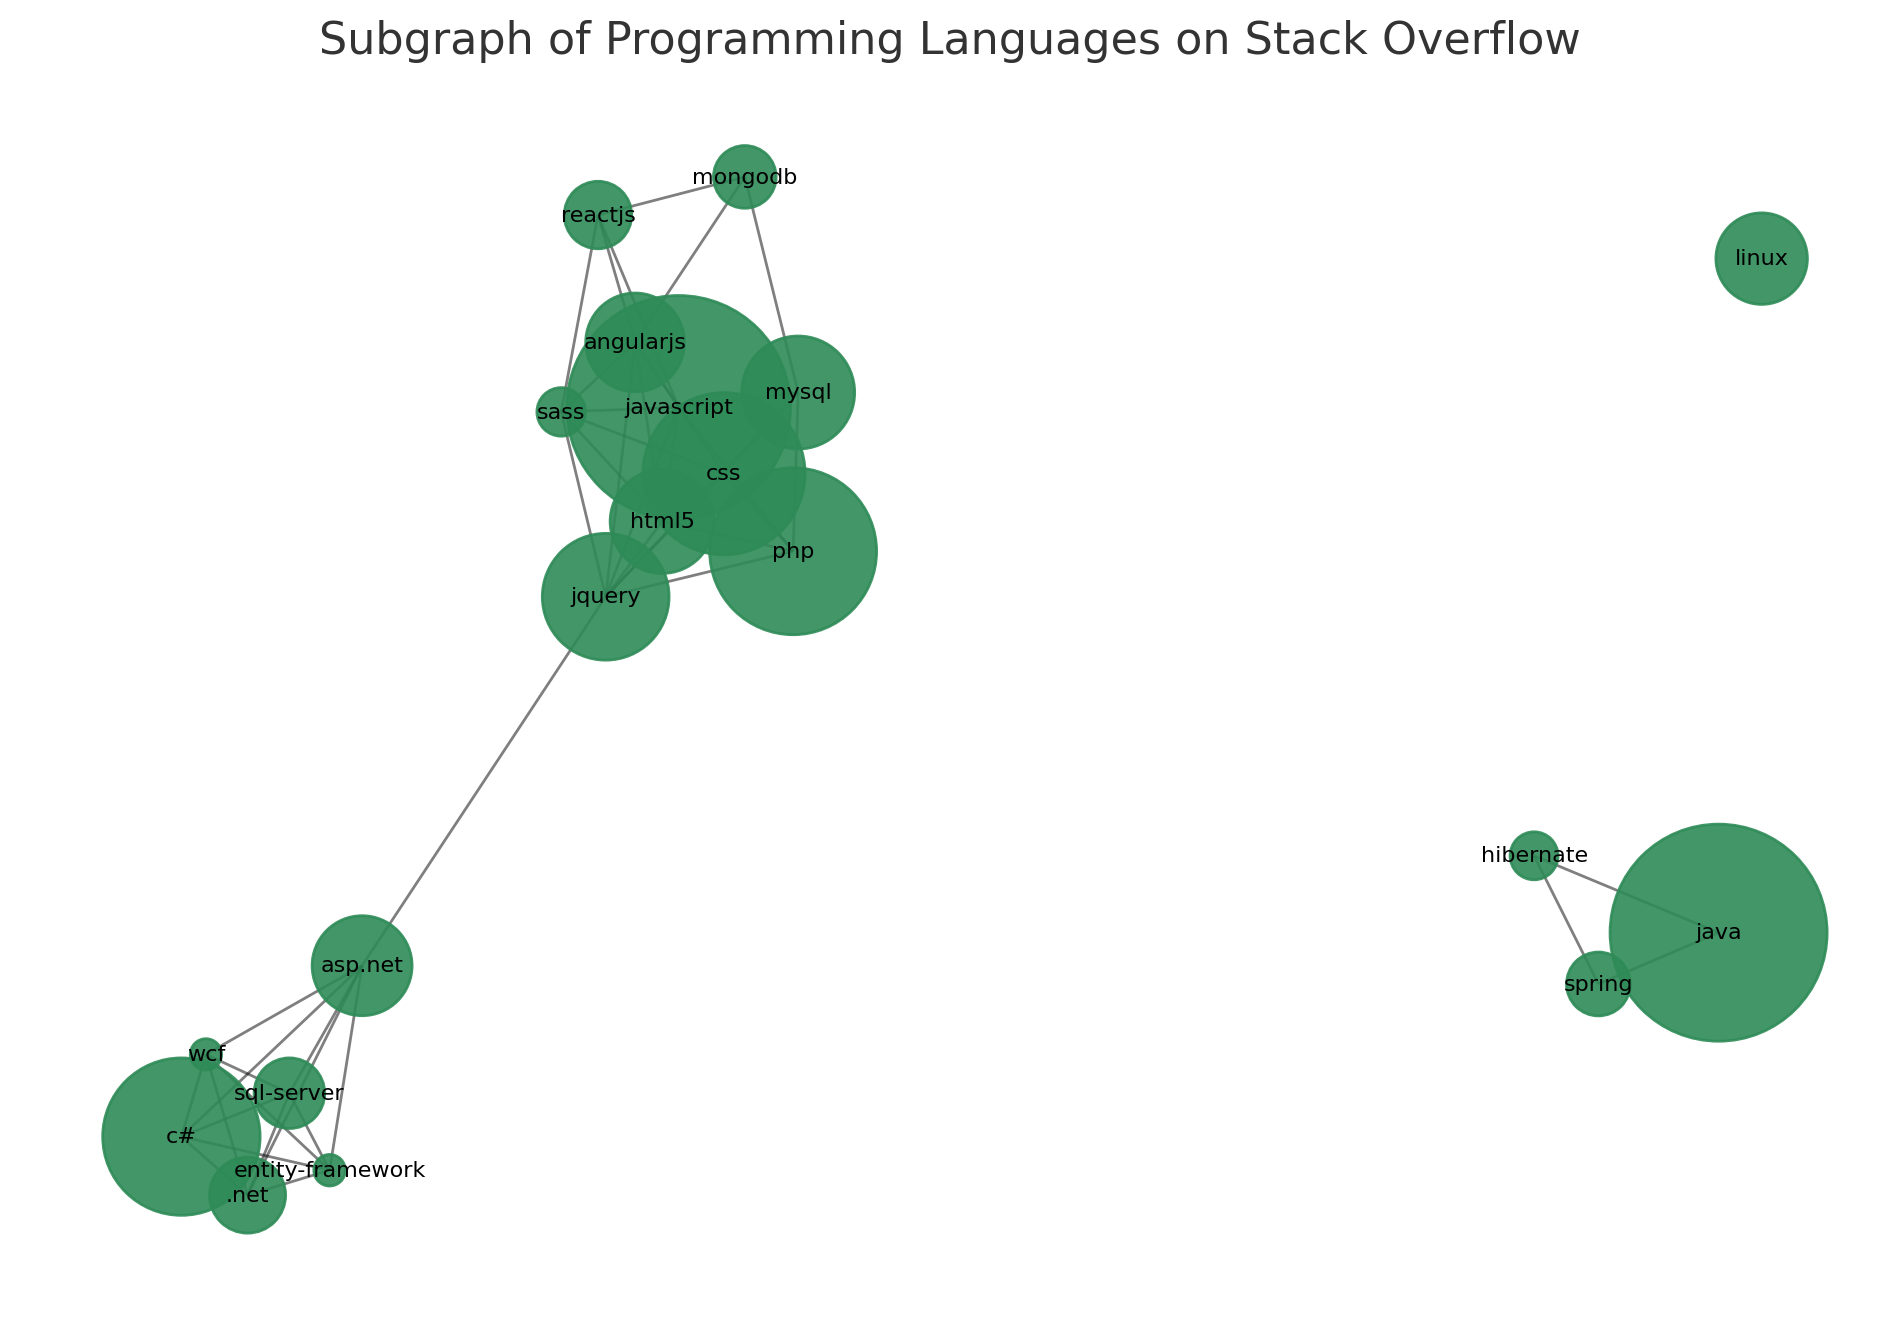 Subgraph of Programming Languages on Stack Overflow
mongodb
reactjs
linux
angularjs
mysql
javascript
sass
css
html5
php
jquery
hibernate
java
asp.net
spring
wcf
sql-server
c#
entity-framework
.net